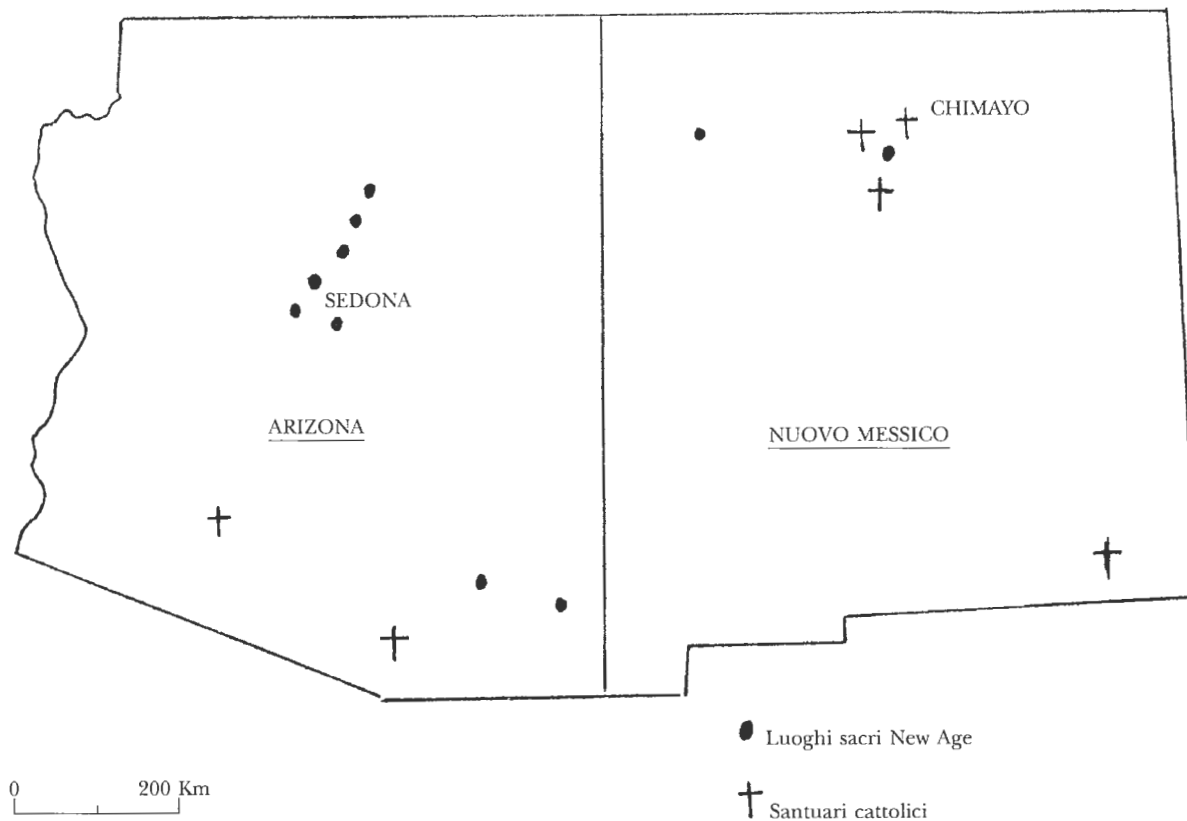 CHIMAYO
SEDONA
ARIZONA
NUOVO MESSICO
Luoghi sacri New Age
0 200 Km
Santuari cattolici